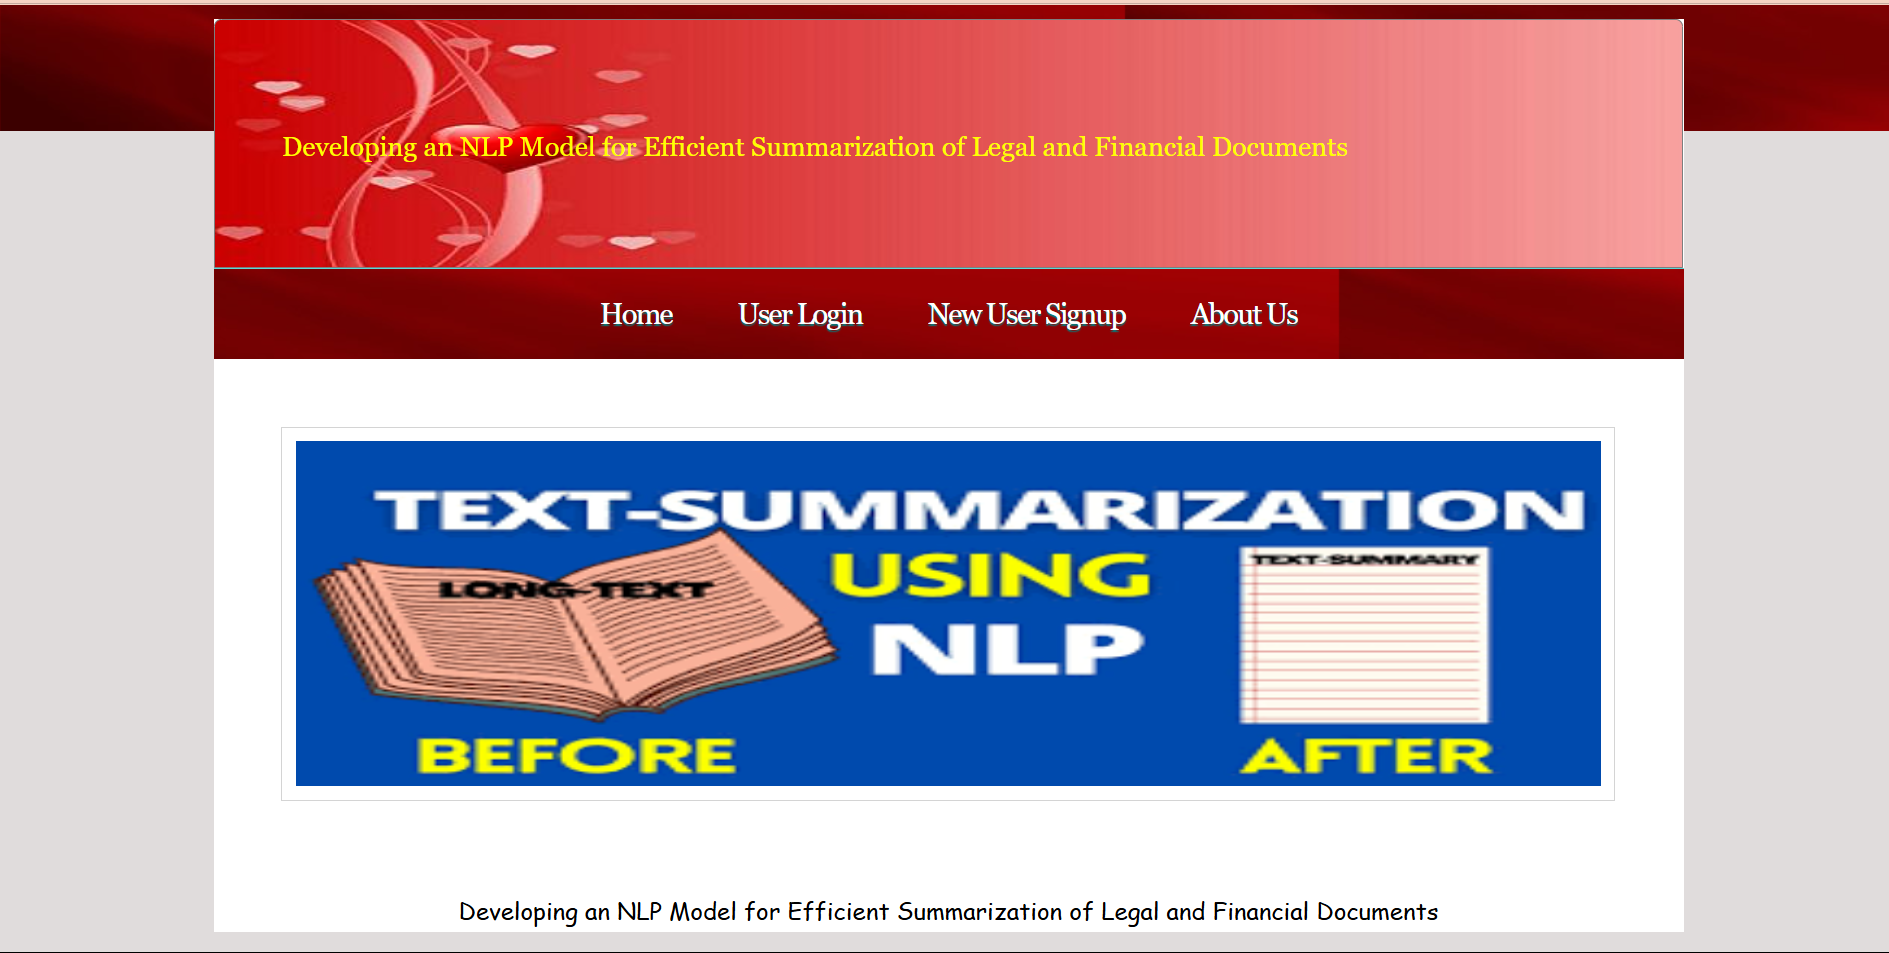 Developing an NLP Model for Efficient Summarization of Legal and Financial Documents
Home User Login New User Signup About Us
TEXT-SUMMARIZATION
USING
NLP
LONG-TEXT
TEXT-SUMMARY
BEFORE
AFTER
Developing an NLP Model for Efficient Summarization of Legal and Financial Documents